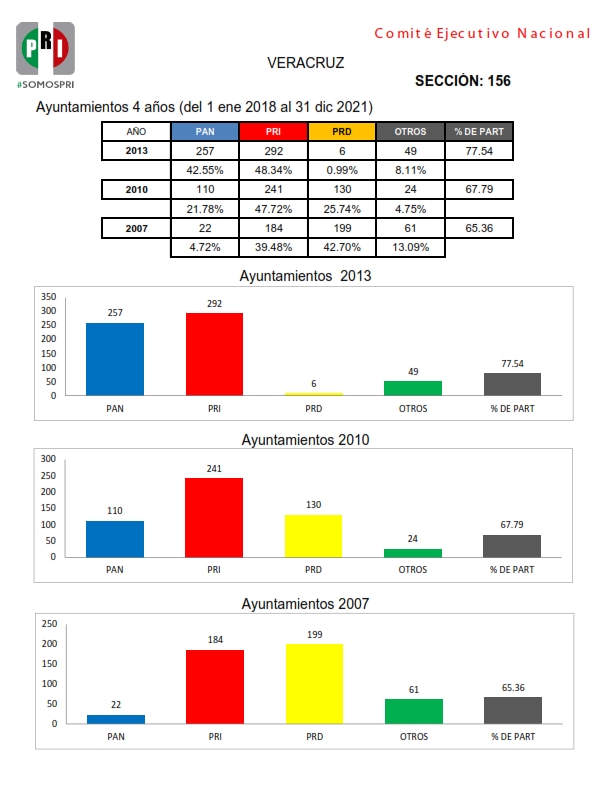 Comité Ejecutivo Nacional
PRI
#SOMOSPRI
VERACRUZ
SECCIÓN: 156
Ayuntamientos 4 años (del 1 ene 2018 al 31 dic 2021)
AÑO PAN PRI PRD OTROS % DE PART
2013 257 292 6 49 77.54
42.55% 48.34% 0.99% 8.11%
2010 110 241 130 24 67.79
21.78% 47.72% 25.74% 4.75%
2007 22 184 199 61 65.36
4.72% 39.48% 42.70% 13.09%
Ayuntamientos 2013
350
300
250
200
150
100
50
0
257
292
6
49
77.54
PAN PRI PRD OTROS % DE PART
Ayuntamientos 2010
300
250
200
150
100
50
0
110
241
130
24
67.79
PAN PRI PRD OTROS % DE PART
Ayuntamientos 2007
250
200
150
100
50
0
22
184
199
61
65.36
PAN PRI PRD OTROS % DE PART